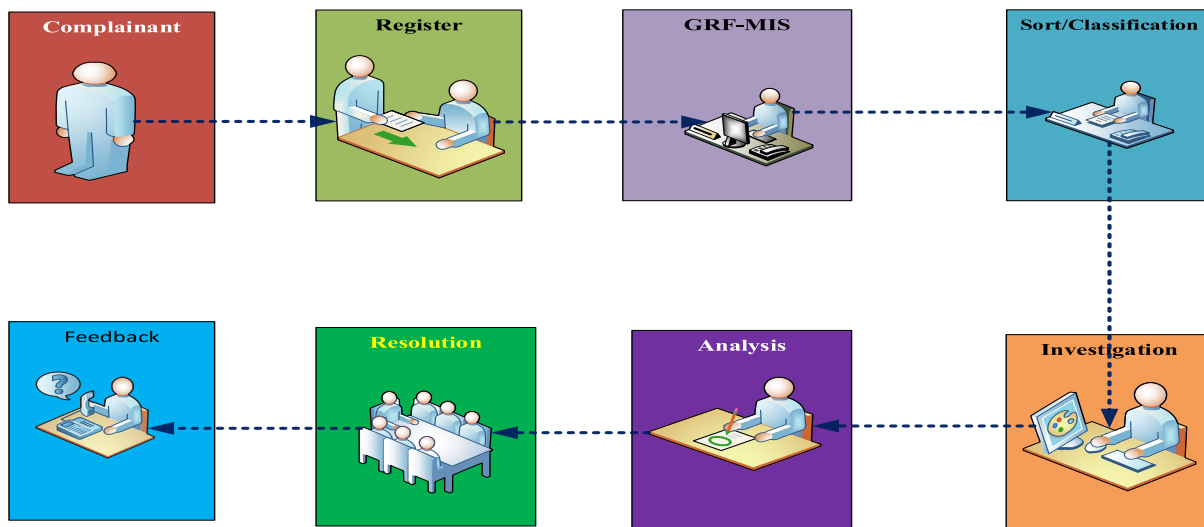 Complainant
Register
GRF-MIS
Sort/Classification
Feedback
Resolution
Analysis
Investigation